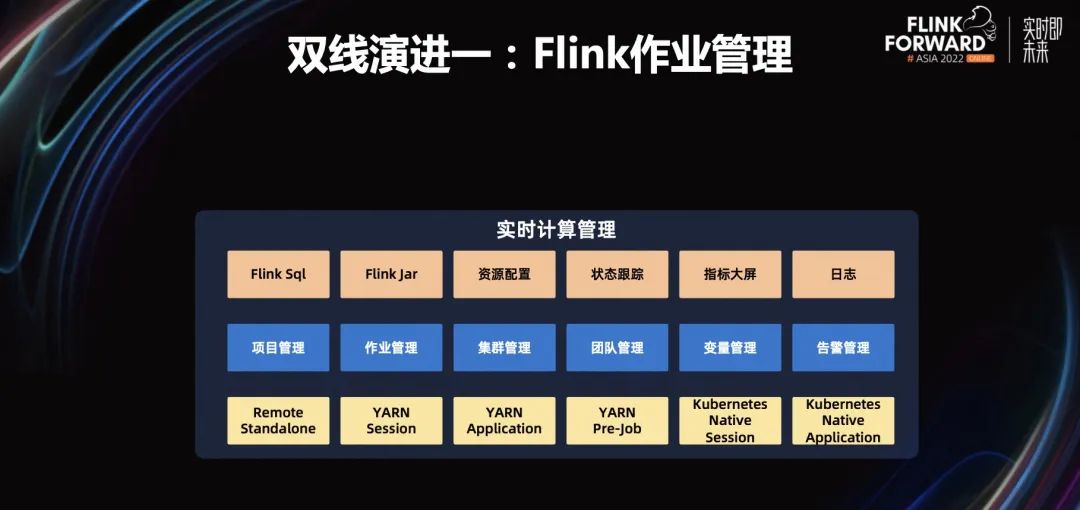 双线演进一：Flink作业管理
FLINK
FORWARD
# ASIA 2022 ONLINE
实时即
未来
实时计算管理
Flink Sql
Flink Jar
资源配置
状态跟踪
指标大屏
日志
项目管理
作业管理
集群管理
团队管理
变量管理
告警管理
Remote
Standalone
YARN
Session
YARN
Application
YARN
Pre-Job
Kubernetes
Native
Session
Kubernetes
Native
Application